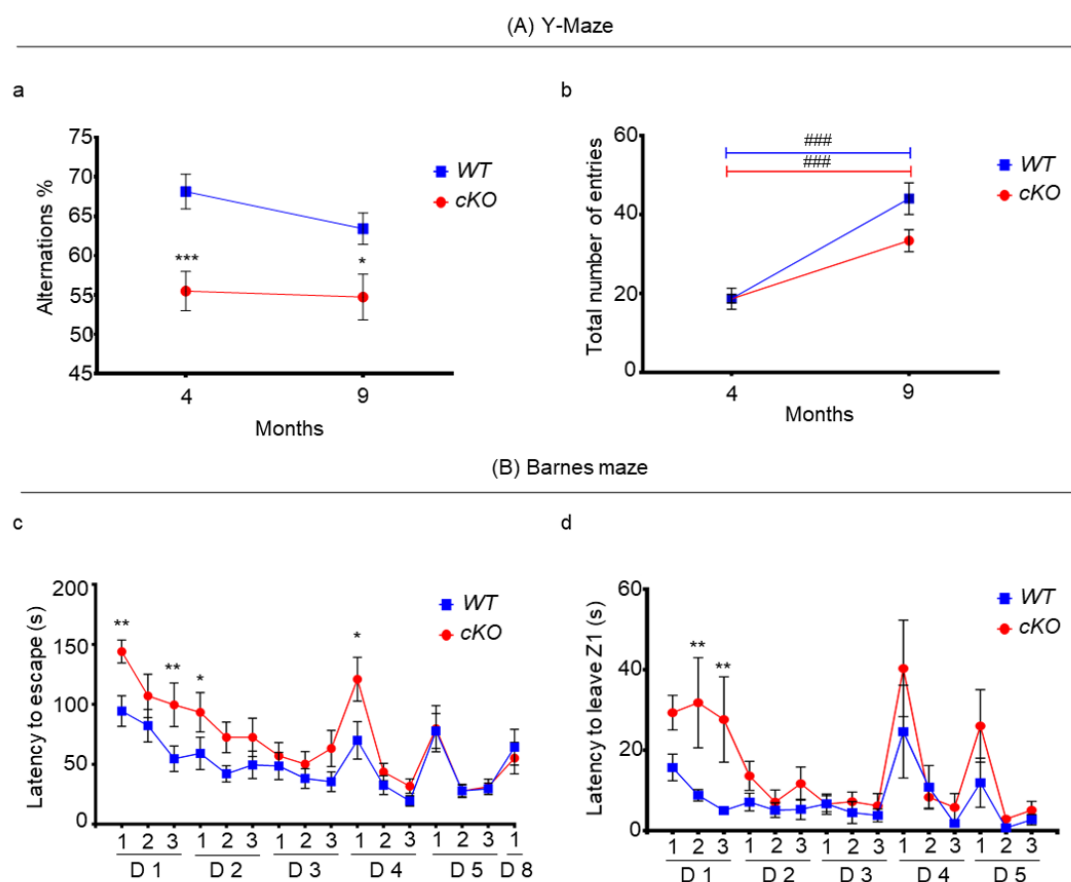 (A) Y-Maze
a
75
70
65
60
55
50
45
Alternations %
***
*
WT
cKO
4
9
Months
b
60
40
20
0
Total number of entries
###
###
WT
cKO
4
9
Months
(B) Barnes maze
c
200
150
100
50
0
Latency to escape (s)
**
**
*
*
WT
cKO
1 2 3 1 2 3 1 2 3 1 2 3 1 2 3 1
D 1 D 2 D 3 D 4 D 5 D 8
d
60
40
20
0
Latency to leave Z1 (s)
**
**
WT
cKO
1 2 3 1 2 3 1 2 3 1 2 3 1 2 3
D 1 D 2 D 3 D 4 D 5